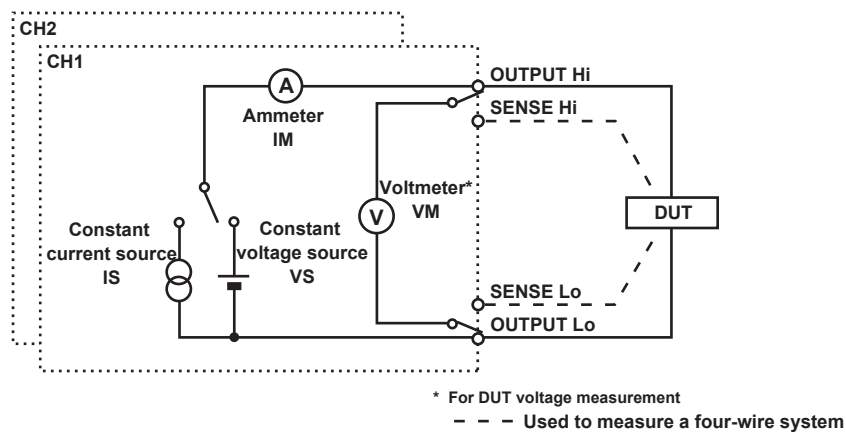 CH2
CH1
OUTPUT Hi
A
Ammeter
IM
SENSE Hi
Voltmeter*
VM
V
DUT
Constant
current source
IS
Constant
voltage source
VS
SENSE Lo
OUTPUT Lo
* For DUT voltage measurement
Used to measure a four-wire system